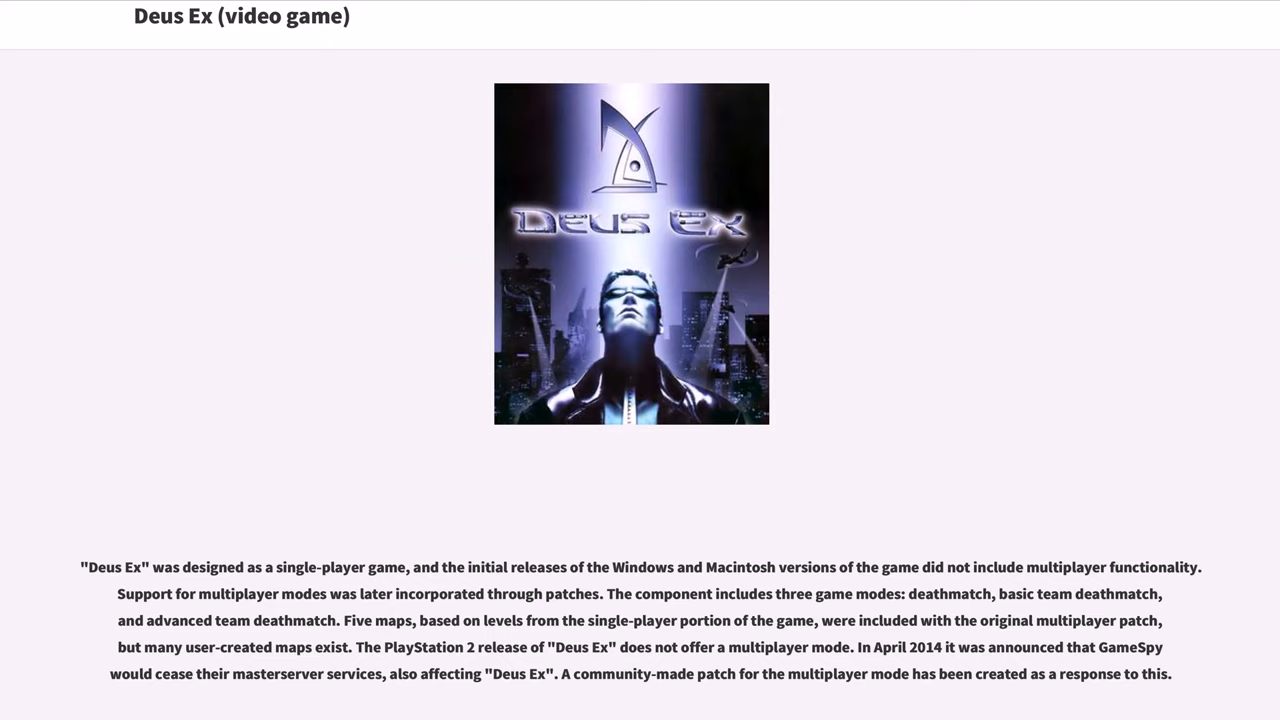 Deus Ex (video game)
Deus Ex
"Deus Ex" was designed as a single-player game, and the initial releases of the Windows and Macintosh versions of the game did not include multiplayer functionality.
Support for multiplayer modes was later incorporated through patches. The component includes three game modes: deathmatch, basic team deathmatch,
and advanced team deathmatch. Five maps, based on levels from the single-player portion of the game, were included with the original multiplayer patch,
but many user-created maps exist. The PlayStation 2 release of "Deus Ex" does not offer a multiplayer mode. In April 2014 it was announced that GameSpy
would cease their masterserver services, also affecting "Deus Ex". A community-made patch for the multiplayer mode has been created as a response to this.